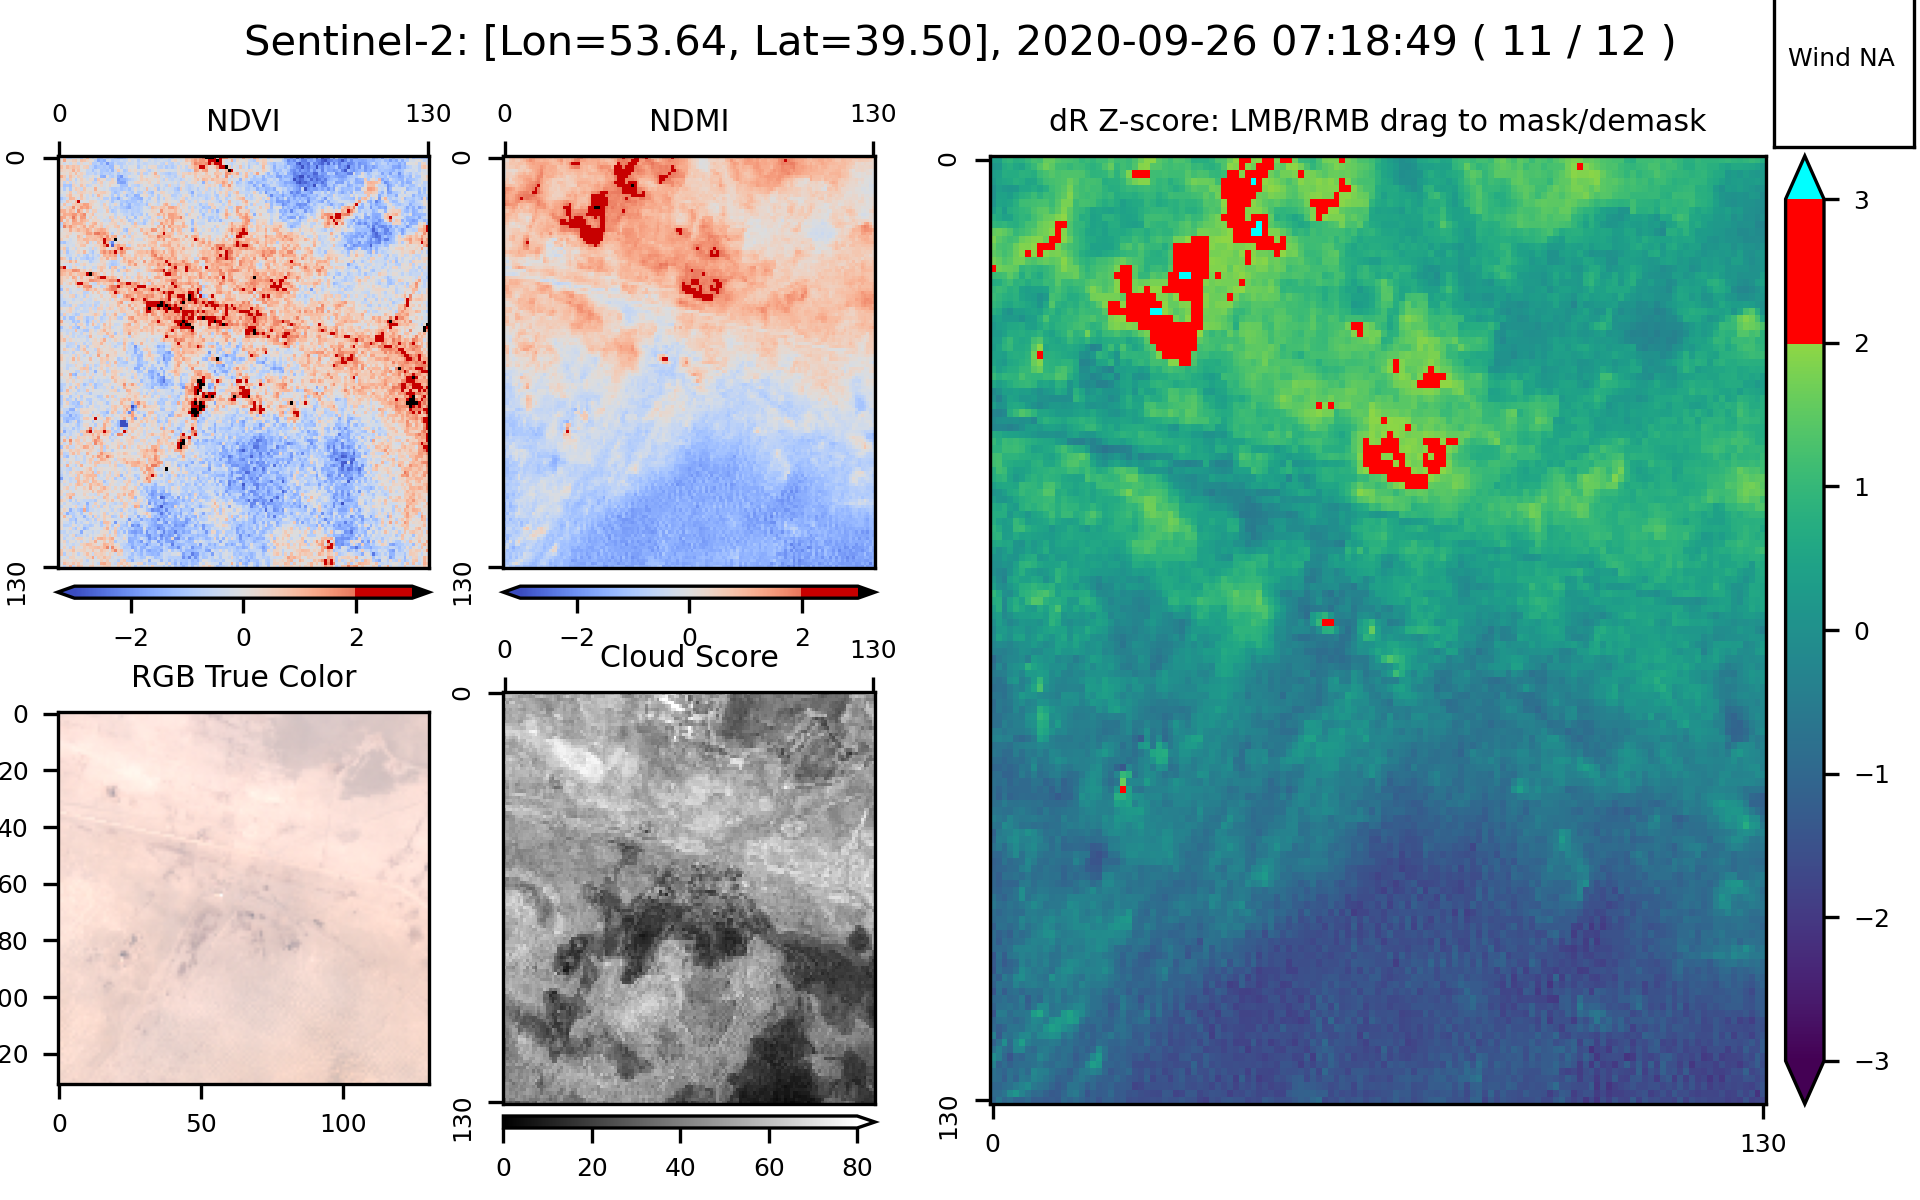 Sentinel-2: [Lon=53.64, Lat=39.50], 2020-09-26 07:18:49 ( 11 / 12 )
Wind NA
0 130
NDVI
0
130
−2 0 2
0 130
NDMI
0
130
−2 0 2
dR Z-score: LMB/RMB drag to mask/demask
0
130
0 130
3
2
1
0
−1
−2
−3
RGB True Color
0
20
40
60
80
00
20
0 50 100
0 130
Cloud Score
0
130
0 20 40 60 80